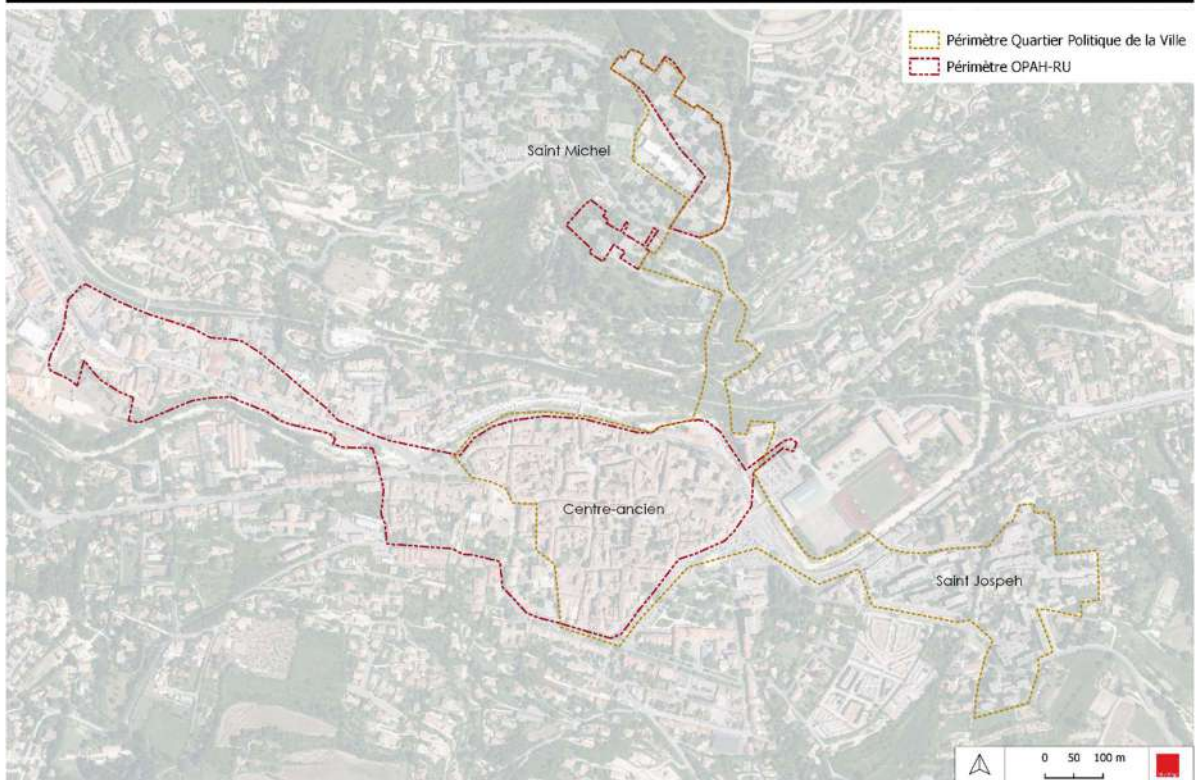 Périmètre Quartier Politique de la Ville
Périmètre OPAH-RU
Saint Michel
Centre-ancien
Saint Jospeh
0 50 100 m